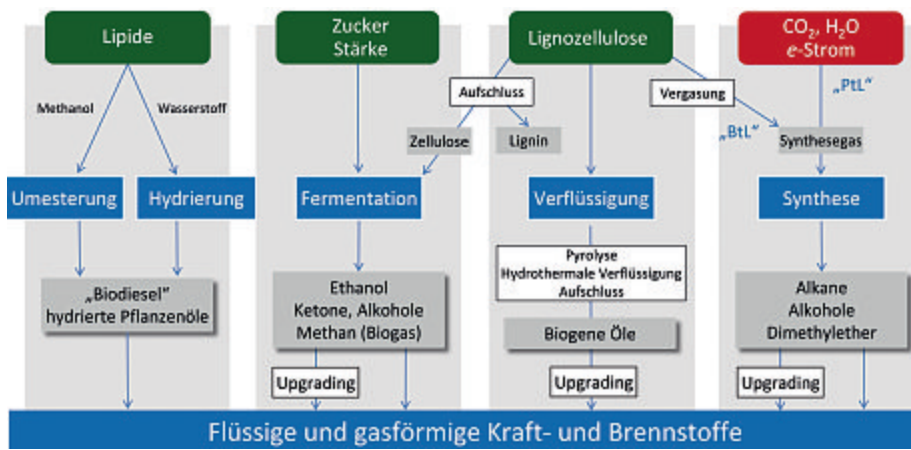 Lipide
Zucker
Stärke
Lignozellulose
CO₂, H₂O
e-Strom
Methanol
Wasserstoff
Aufschluss
Vergasung
„PtL“
„BtL“
Zellulose
Lignin
Synthesegas
Umesterung
Hydrierung
Fermentation
Verflüssigung
Synthese
„Biodiesel“
hydrierte Pflanzenöle
Ethanol
Ketone, Alkohole
Methan (Biogas)
Pyrolyse
Hydrothermale Verflüssigung
Aufschluss
Biogene Öle
Alkane
Alkohole
Dimethylether
Upgrading
Upgrading
Upgrading
Flüssige und gasförmige Kraft- und Brennstoffe